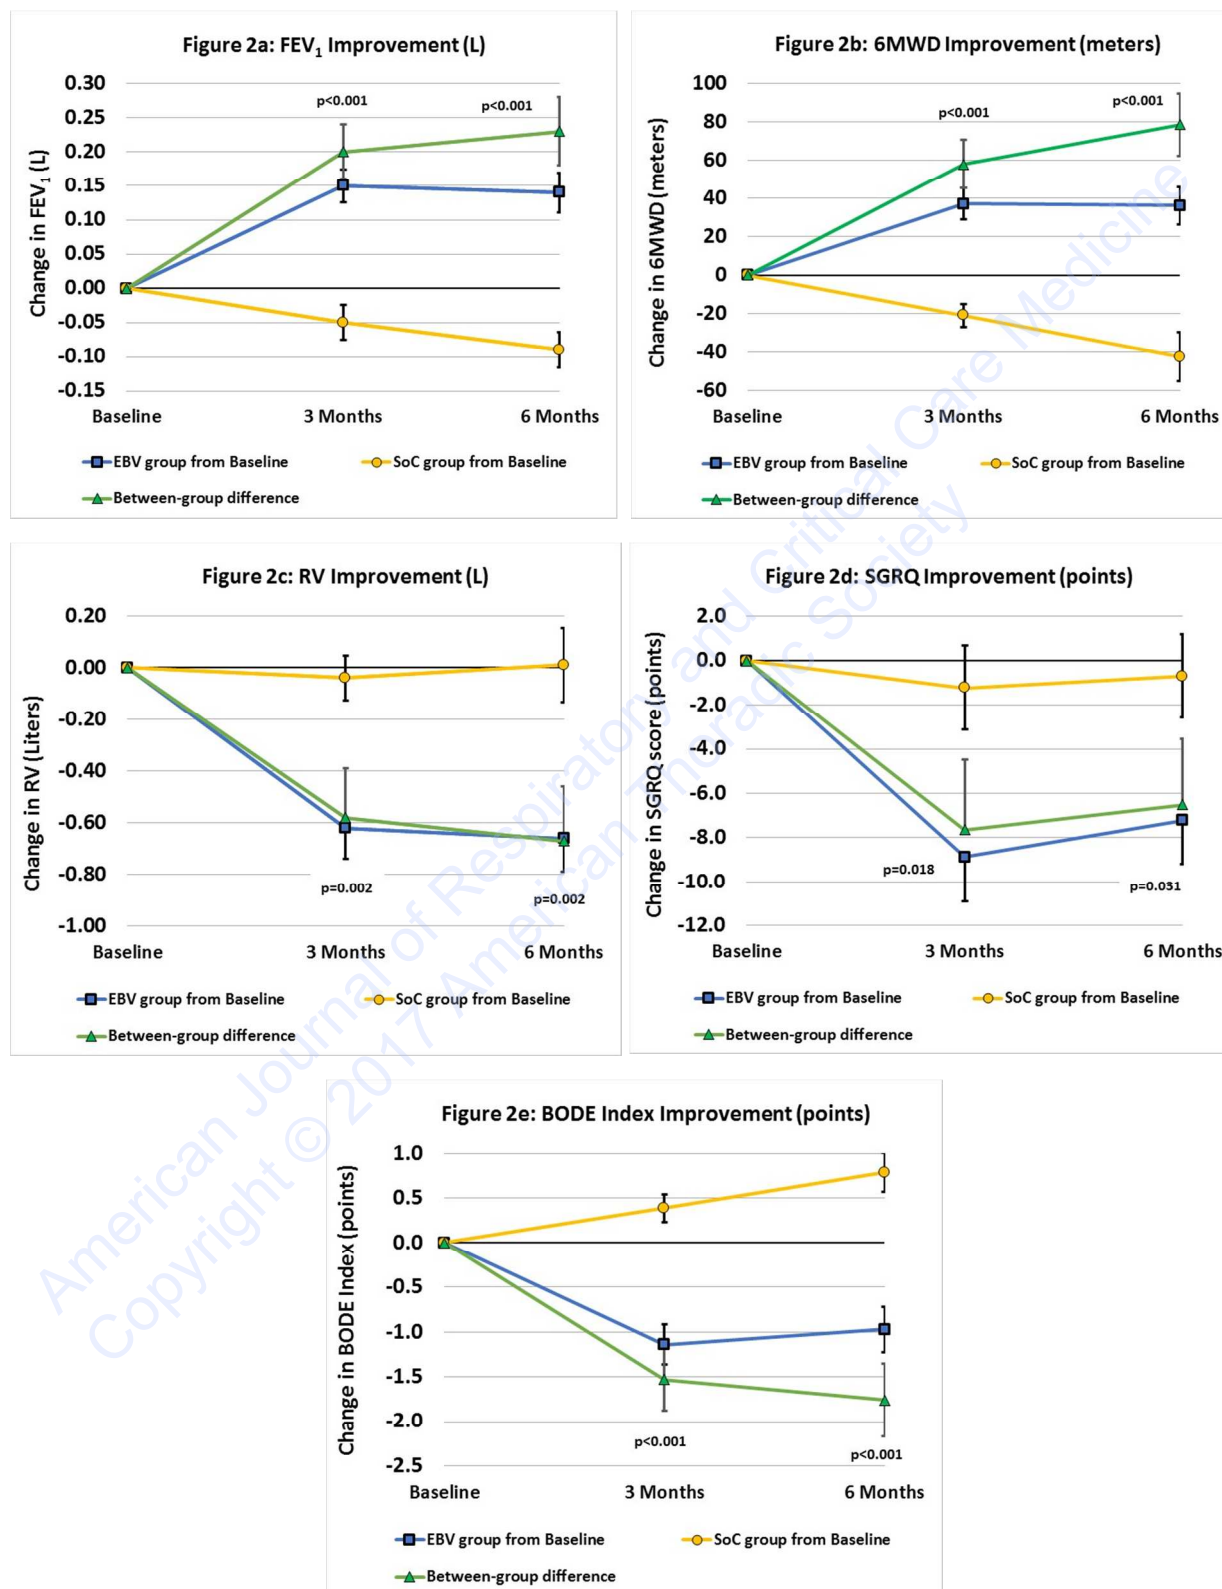 Figure 2a: FEV1 Improvement (L)
Change in FEV1 (L)
0.30
0.25
0.20
0.15
0.10
0.05
0.00
-0.05
-0.10
-0.15
p<0.001
p<0.001
Baseline
3 Months
6 Months
EBV group from Baseline
SoC group from Baseline
Between-group difference
Figure 2b: 6MWD Improvement (meters)
Change in 6MWD (meters)
100
80
60
40
20
0
-20
-40
-60
p<0.001
p<0.001
Baseline
3 Months
6 Months
EBV group from Baseline
SoC group from Baseline
Between-group difference
Figure 2c: RV Improvement (L)
Change in RV (Liters)
0.20
0.00
-0.20
-0.40
-0.60
-0.80
-1.00
p=0.002
p=0.002
Baseline
3 Months
6 Months
EBV group from Baseline
SoC group from Baseline
Between-group difference
Figure 2d: SGRQ Improvement (points)
Change in SGRQ score (points)
2.0
0.0
-2.0
-4.0
-6.0
-8.0
-10.0
-12.0
p=0.018
p=0.031
Baseline
3 Months
6 Months
EBV group from Baseline
SoC group from Baseline
Between-group difference
Figure 2e: BODE Index Improvement (points)
Change in BODE Index (points)
1.0
0.5
0.0
-0.5
-1.0
-1.5
-2.0
-2.5
p<0.001
p<0.001
Baseline
3 Months
6 Months
EBV group from Baseline
SoC group from Baseline
Between-group difference
American Journal of Respiratory and Critical Care Medicine
Copyright © 2017 American Thoracic Society